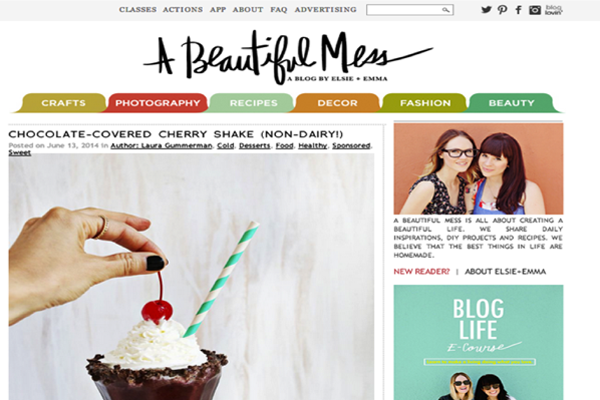 CLASSES ACTIONS APP ABOUT FAQ ADVERTISING
blog lovin'
A Beautiful Mess
A BLOG BY ELSIE + EMMA
CRAFTS PHOTOGRAPHY RECIPES DECOR FASHION BEAUTY
CHOCOLATE-COVERED CHERRY SHAKE (NON-DAIRY!)
Posted on June 13, 2014 in Author: Laura Gummerman, Cold, Desserts, Food, Healthy, Sponsored,
Sweet
A BEAUTIFUL MESS IS ALL ABOUT CREATING A
BEAUTIFUL LIFE. WE SHARE DAILY
INSPIRATIONS, DIY PROJECTS AND RECIPES. WE
BELIEVE THAT THE BEST THINGS IN LIFE ARE
HOMEMADE.
NEW READER? | ABOUT ELSIE+EMMA
BLOG
LIFE
E-Course